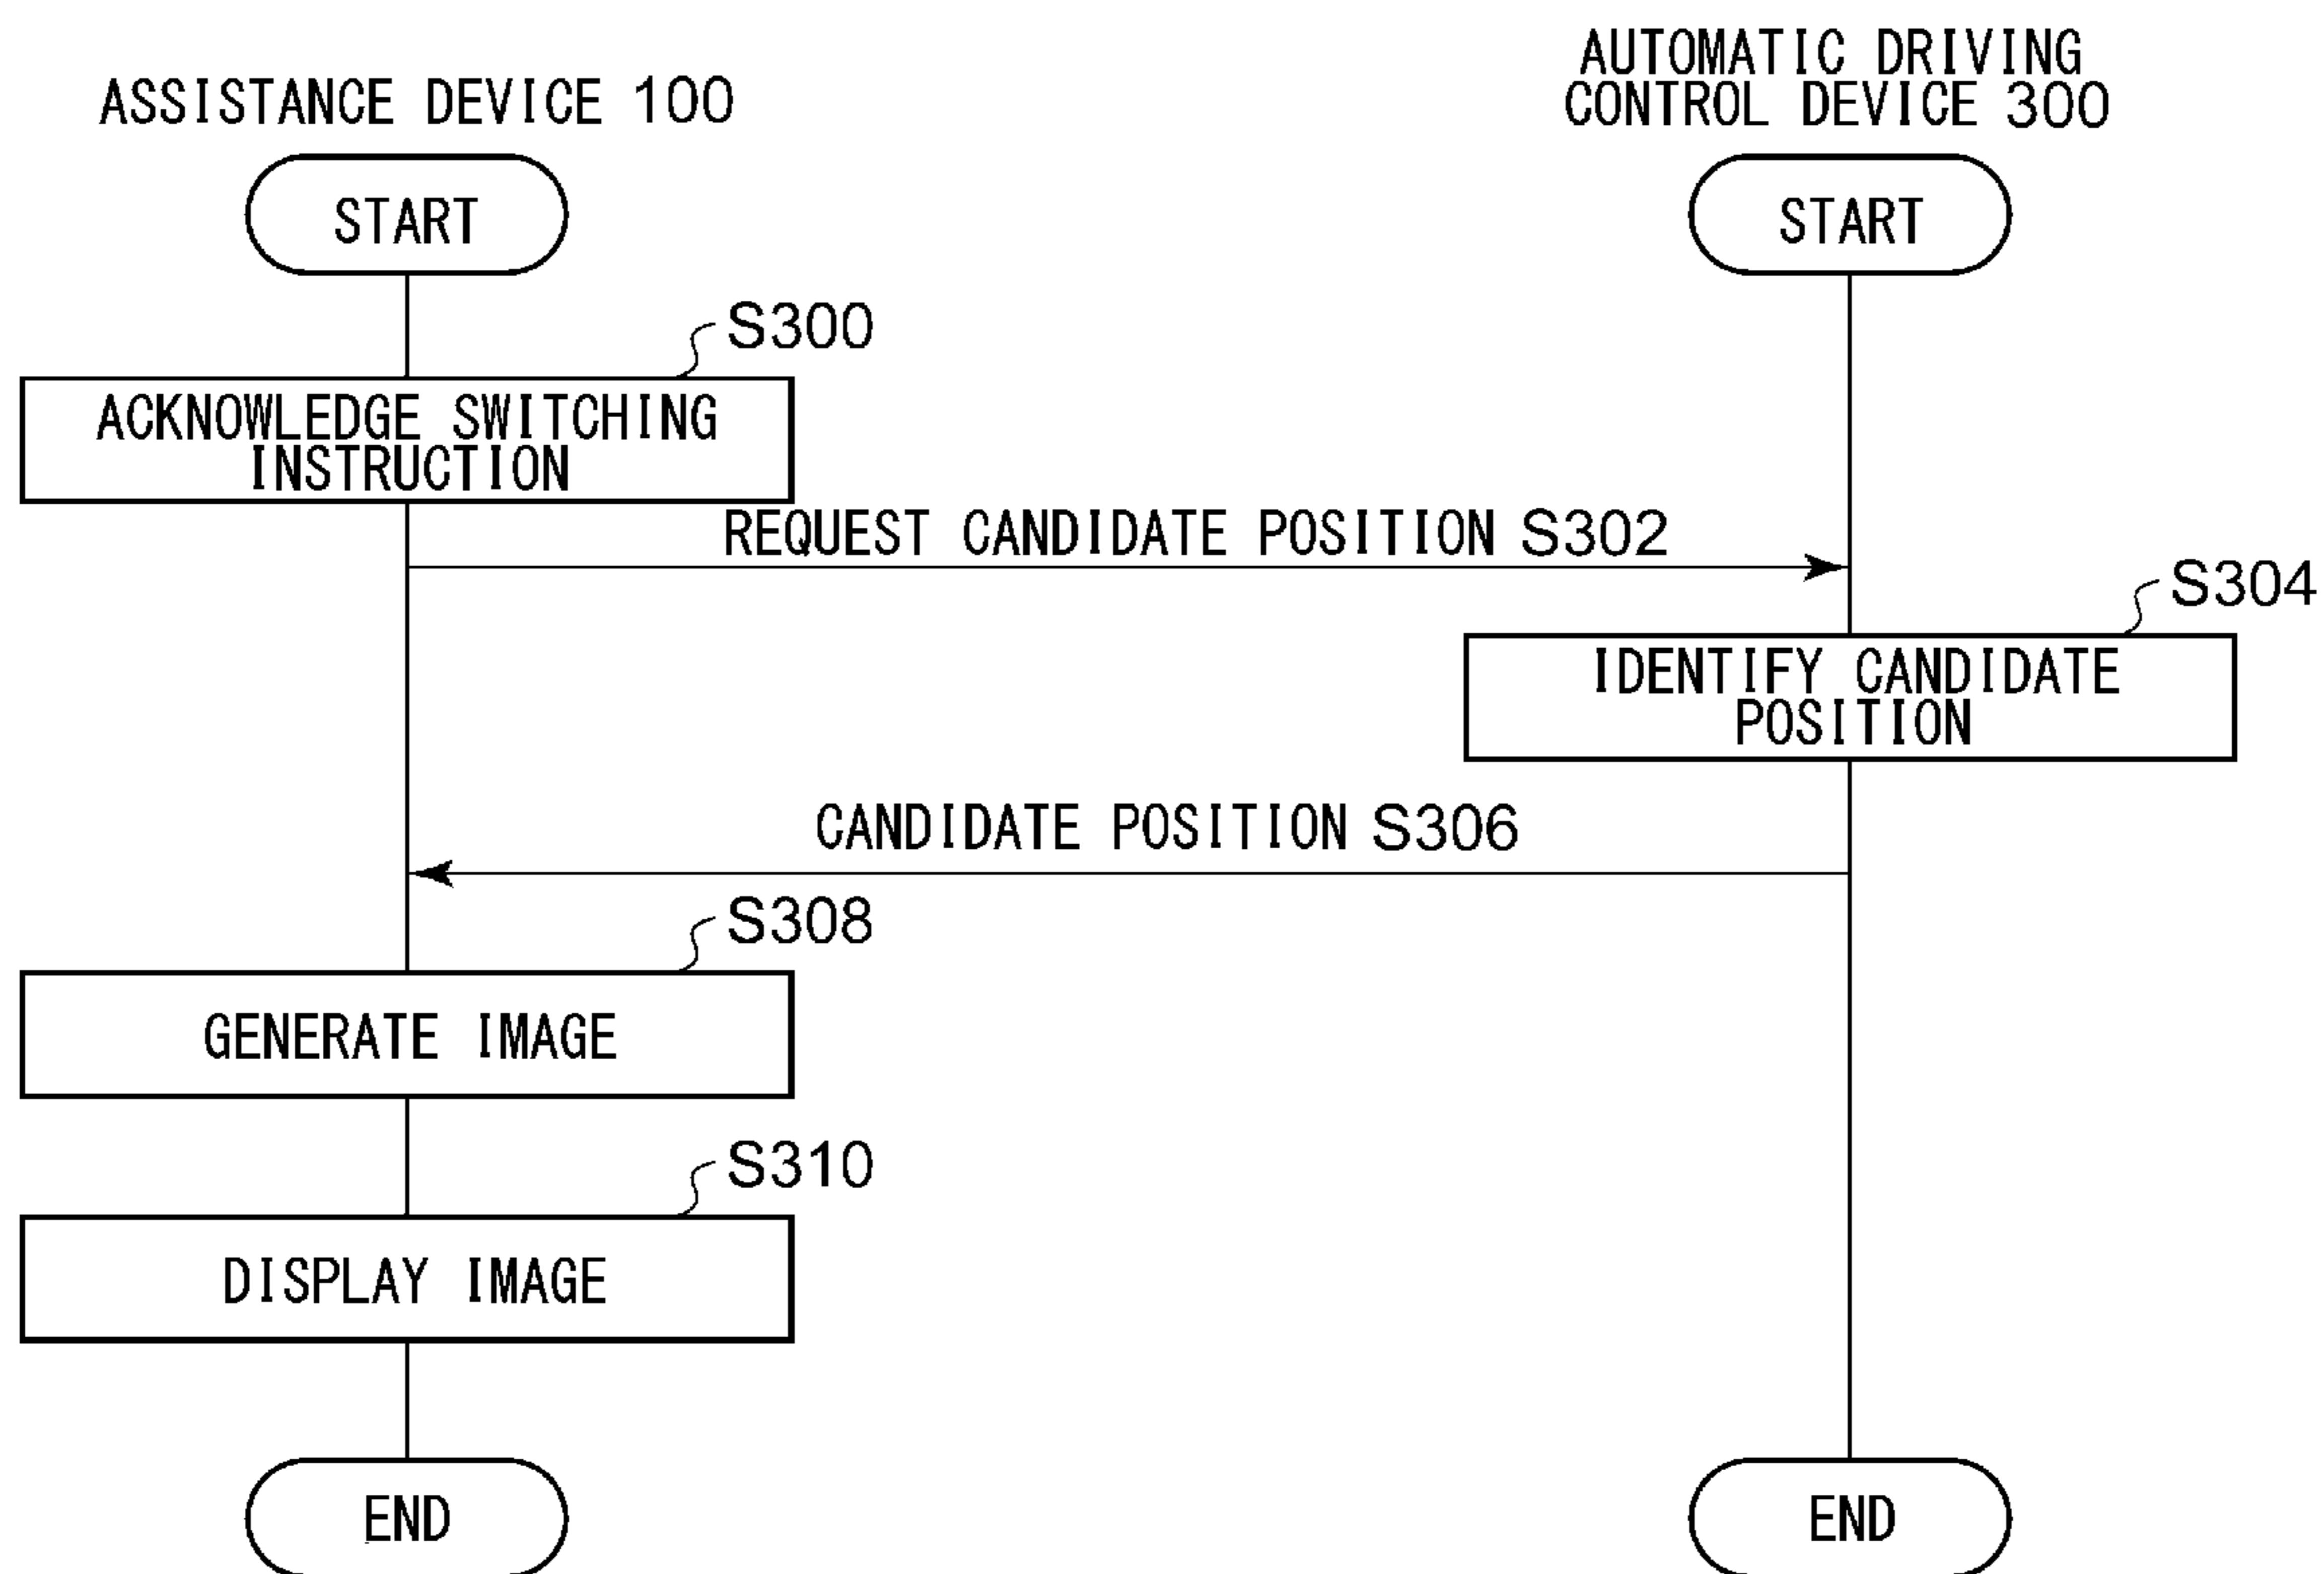 ASSISTANCE DEVICE 100
AUTOMATIC DRIVING
CONTROL DEVICE 300
START
START
S300
ACKNOWLEDGE SWITCHING
INSTRUCTION
REQUEST CANDIDATE POSITION S302
S304
IDENTIFY CANDIDATE
POSITION
CANDIDATE POSITION S306
S308
GENERATE IMAGE
S310
DISPLAY IMAGE
END
END